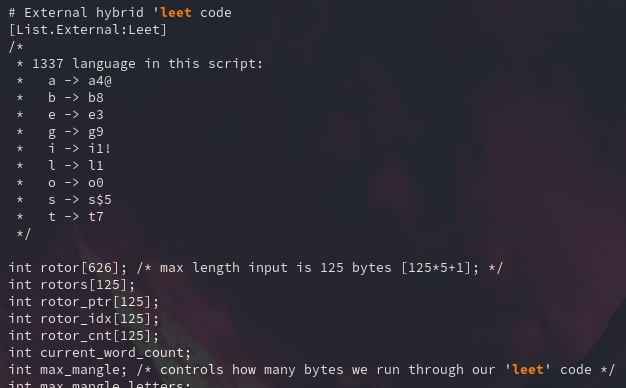 # External hybrid 'leet code
[List.External:Leet]
/*
 * 1337 language in this script:
 *   a -> a4@
 *   b -> b8
 *   e -> e3
 *   g -> g9
 *   i -> i1!
 *   l -> l1
 *   o -> o0
 *   s -> s$5
 *   t -> t7
 */

int rotor[626]; /* max length input is 125 bytes [125*5+1]; */
int rotors[125];
int rotor_ptr[125];
int rotor_idx[125];
int rotor_cnt[125];
int current_word_count;
int max_mangle; /* controls how many bytes we run through our 'leet' code */
int max_mangle_letters;